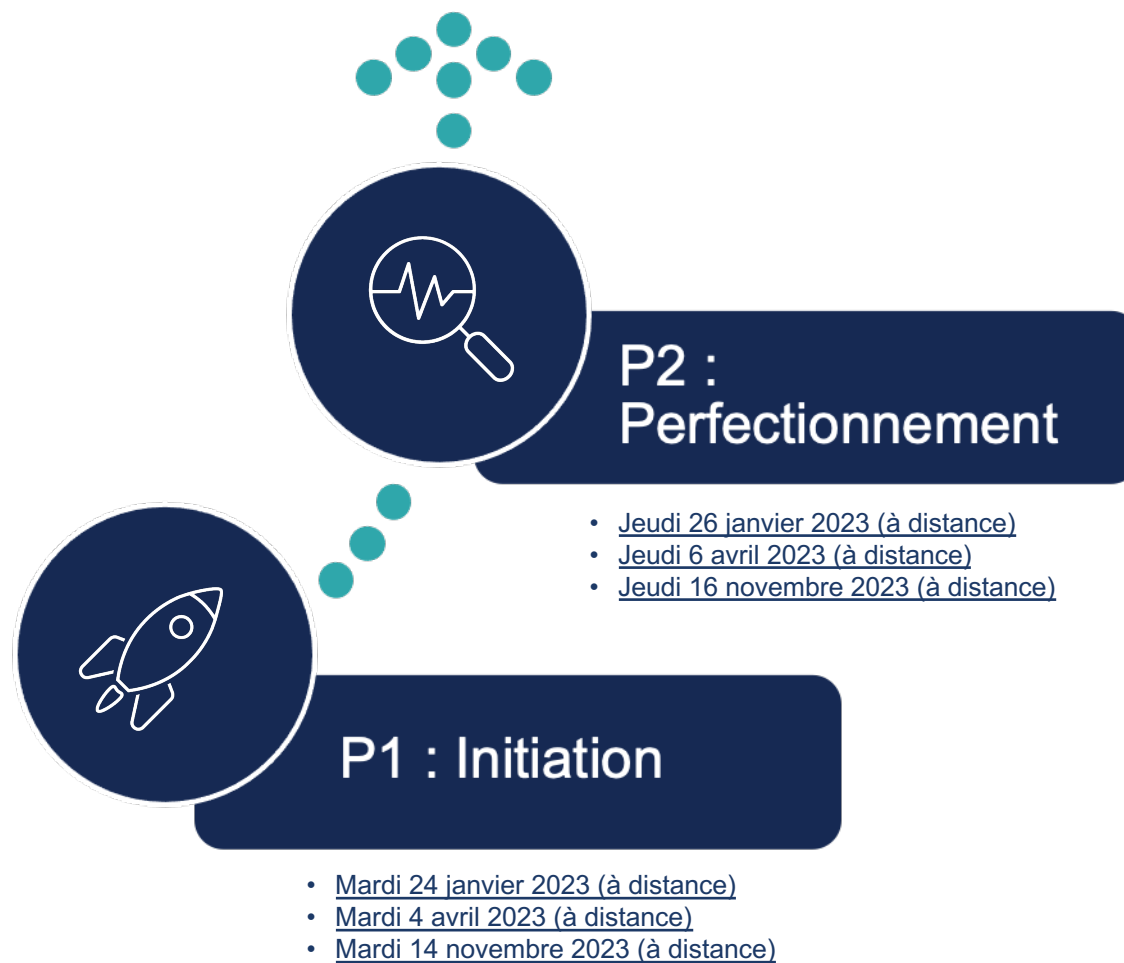 P2 :
Perfectionnement
• Jeudi 26 janvier 2023 (à distance)
• Jeudi 6 avril 2023 (à distance)
• Jeudi 16 novembre 2023 (à distance)
P1 : Initiation
• Mardi 24 janvier 2023 (à distance)
• Mardi 4 avril 2023 (à distance)
• Mardi 14 novembre 2023 (à distance)